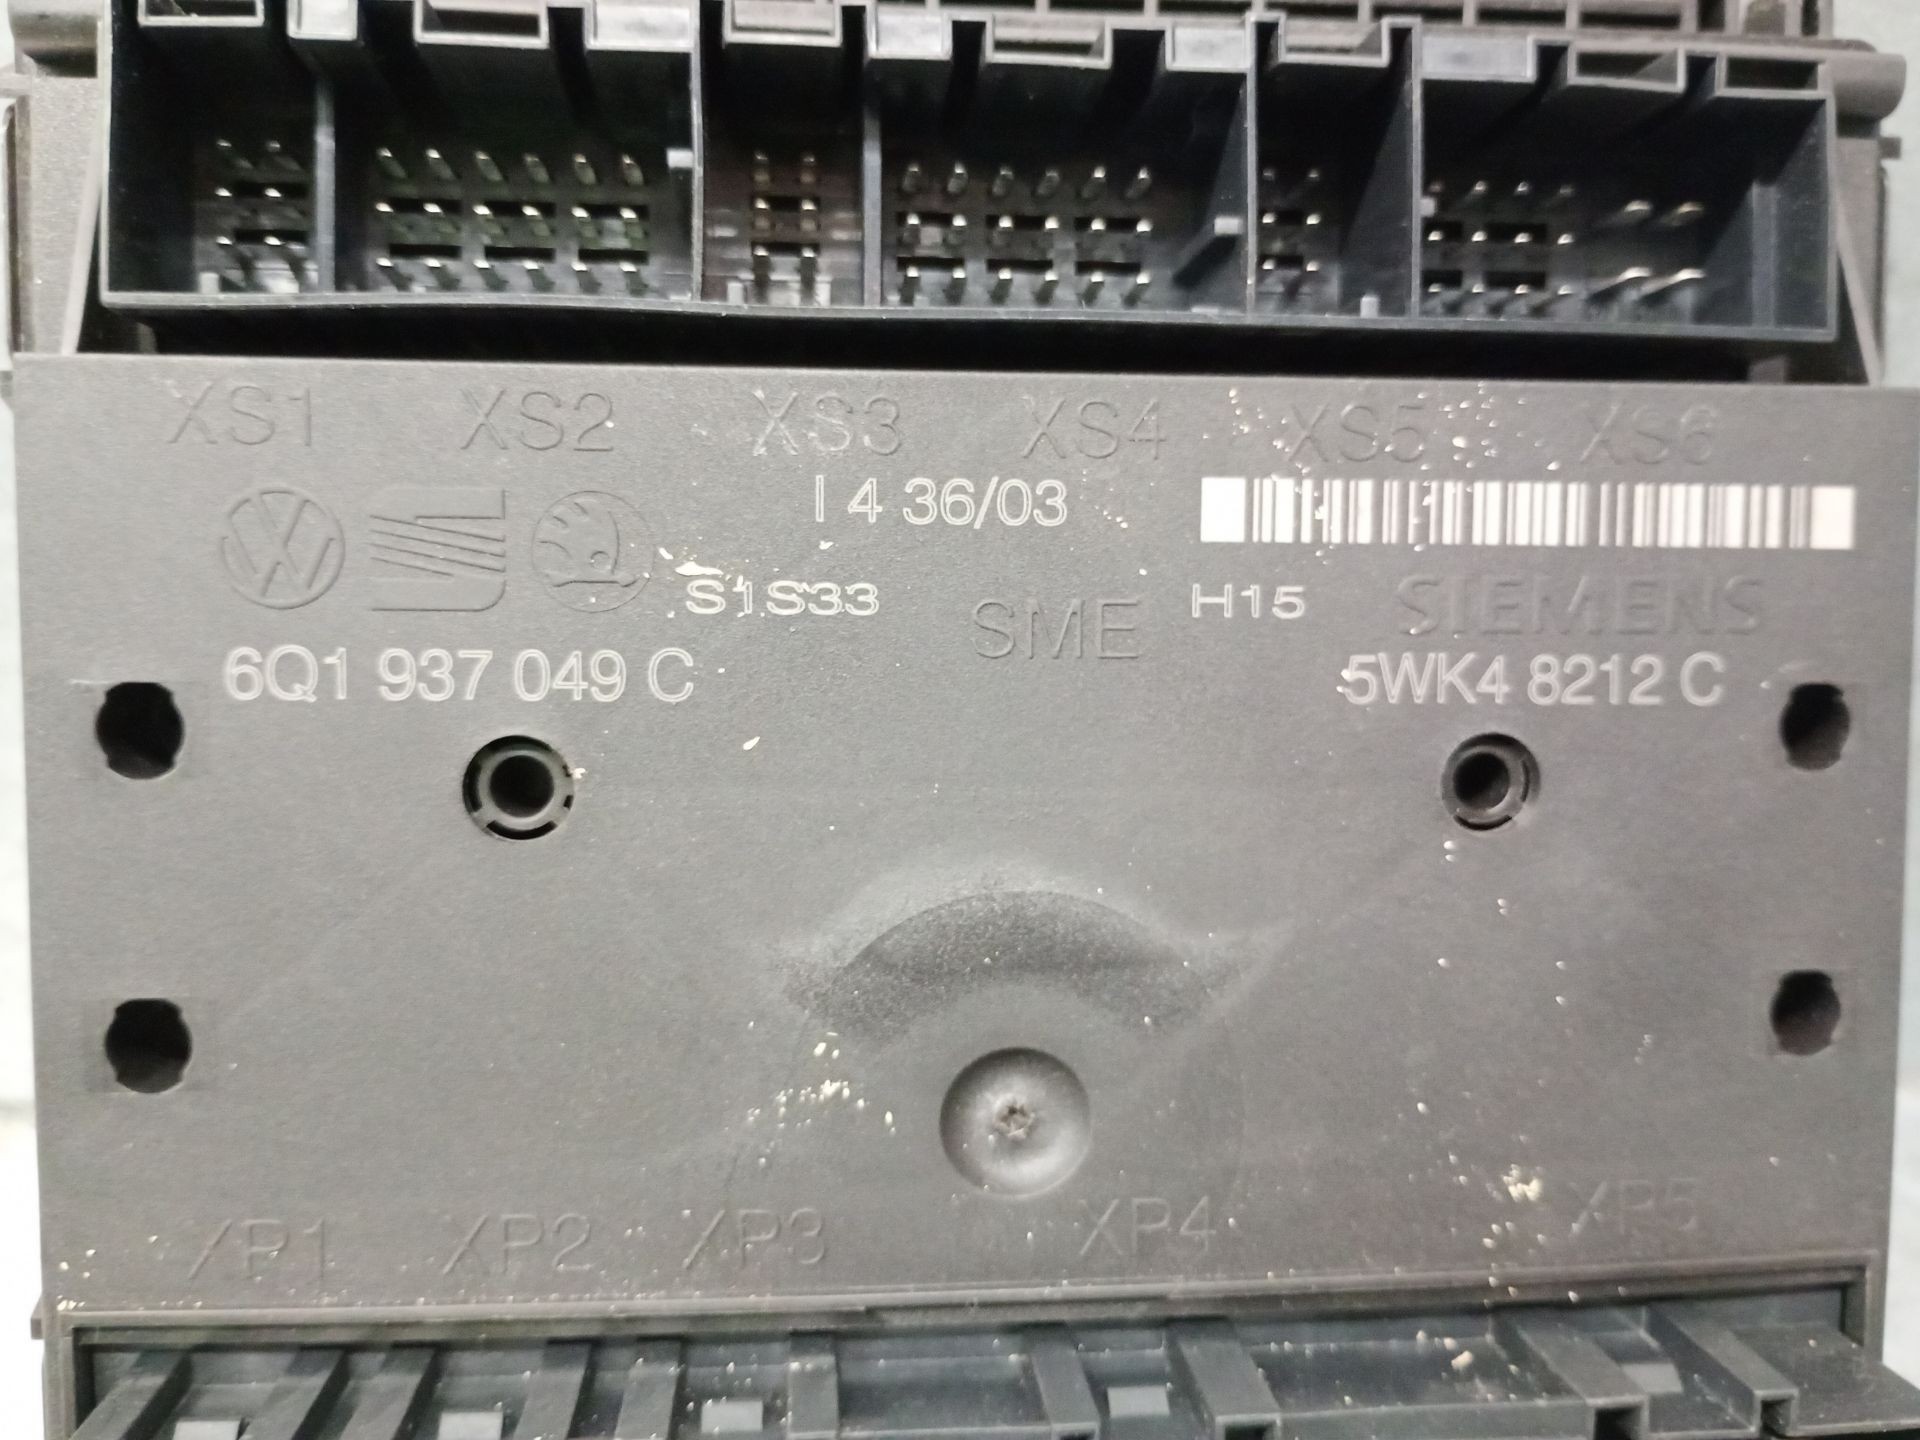 XS1 XS2 XS3 XS4 XS5 XS6
I 4 36/03
S1S33 SME H15 SIEMENS
6Q1 937 049 C 5WK4 8212 C
XP1 XP2 XP3 XP4 XP5